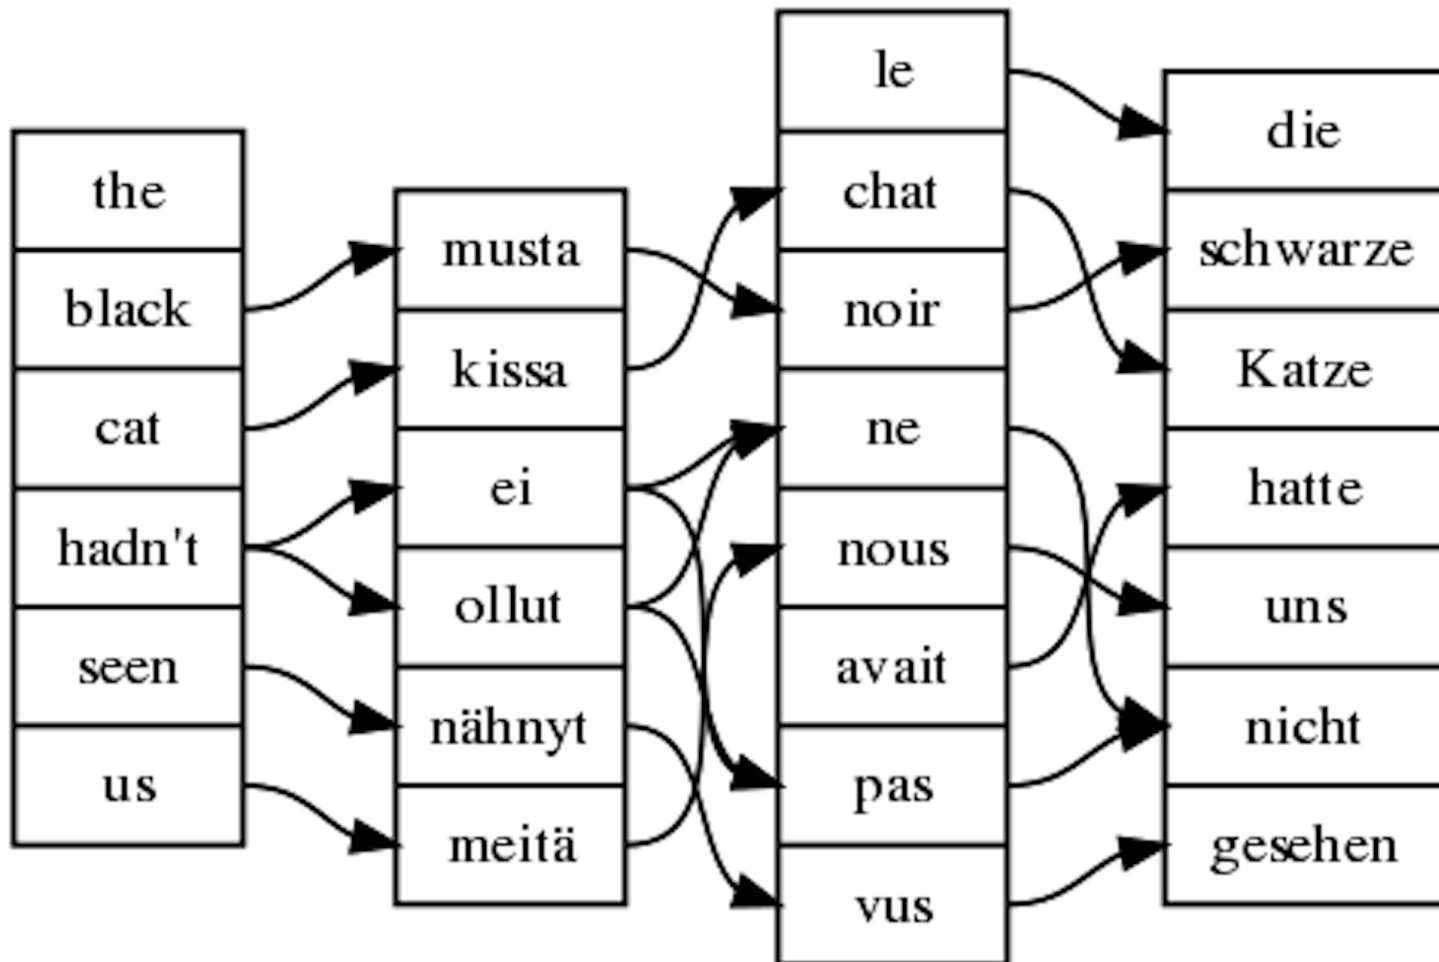 the
black
cat
hadn't
seen
us
musta
kissa
ei
ollut
nähnyt
meitä
le
chat
noir
ne
nous
avait
pas
vus
die
schwarze
Katze
hatte
uns
nicht
gesehen